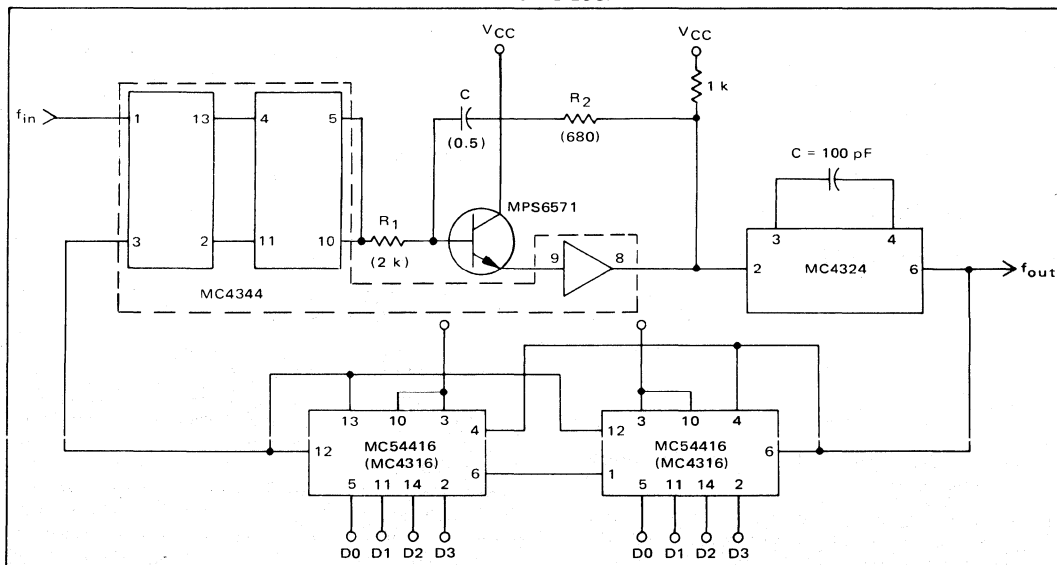 VCC
VCC
1 k
C
(0.5)
R2
(680)
fin
1
13
4
5
C = 100 pF
MPS6571
R1
(2 k)
3
2
11
10
9
8
3
4
2
MC4324
6
fout
MC4344
13
10
3
4
12
MC54416
(MC4316)
6
5
11
14
2
D0
D1
D2
D3
3
10
4
12
MC54416
(MC4316)
6
1
5
11
14
2
D0
D1
D2
D3